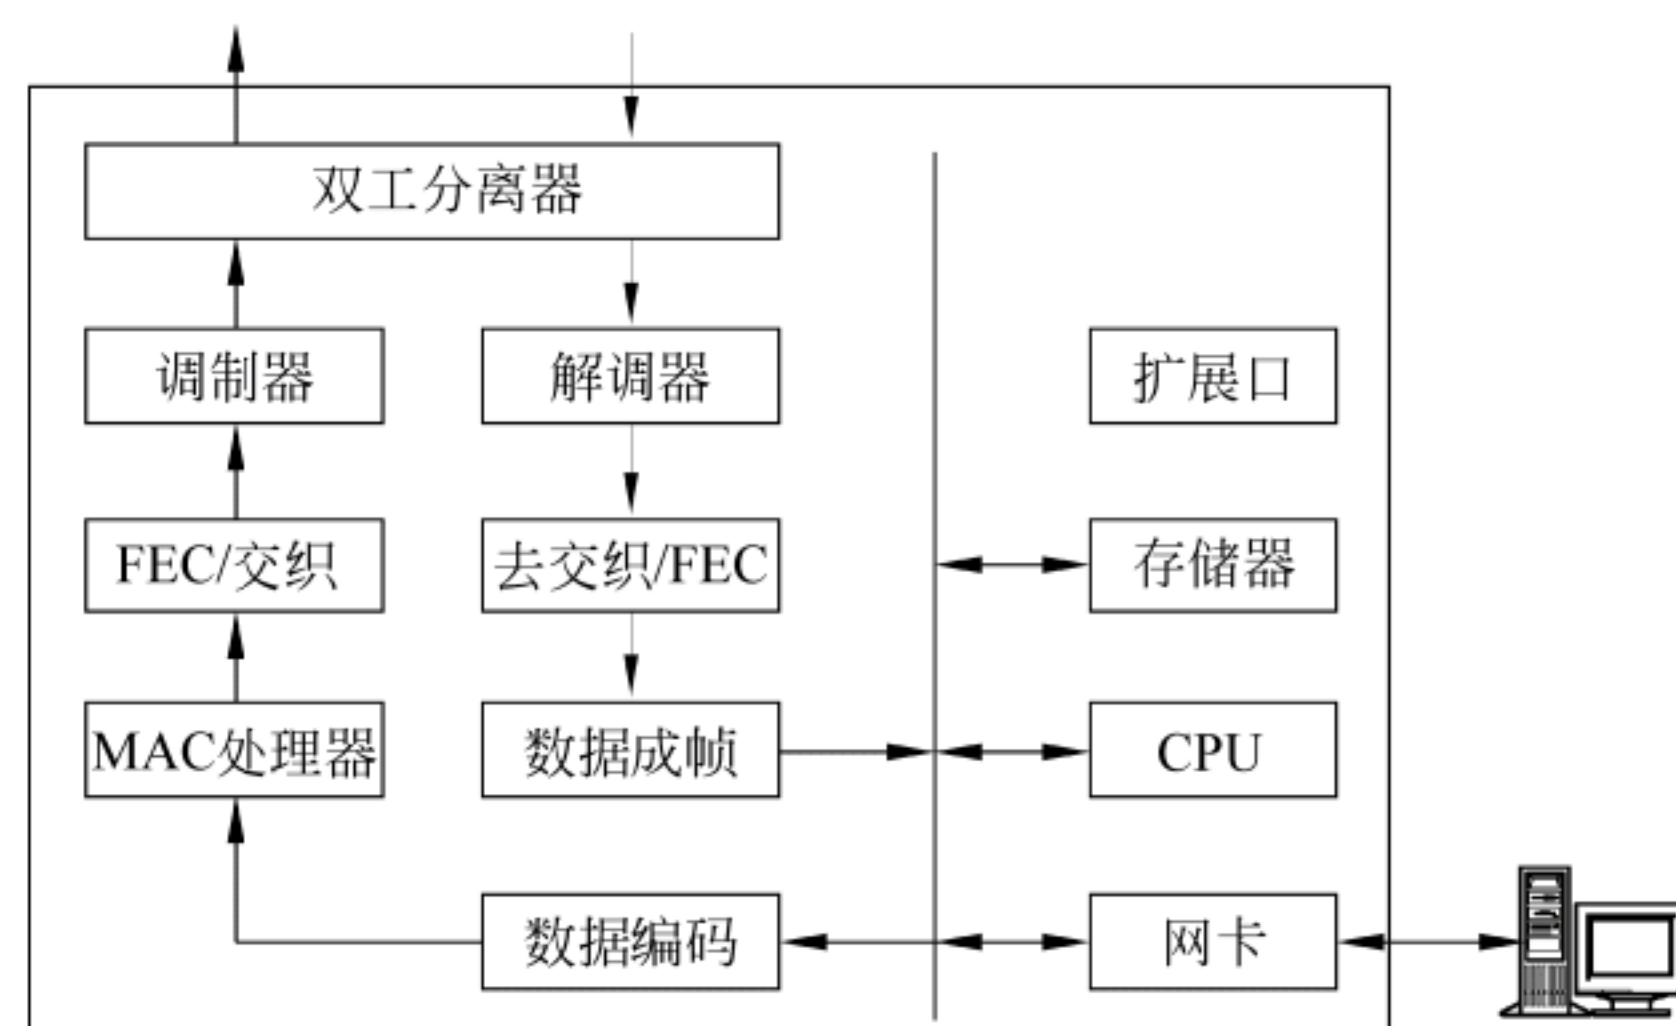 双工分离器
调制器
解调器
扩展口
FEC/交织
去交织/FEC
存储器
MAC处理器
数据成帧
CPU
数据编码
网卡